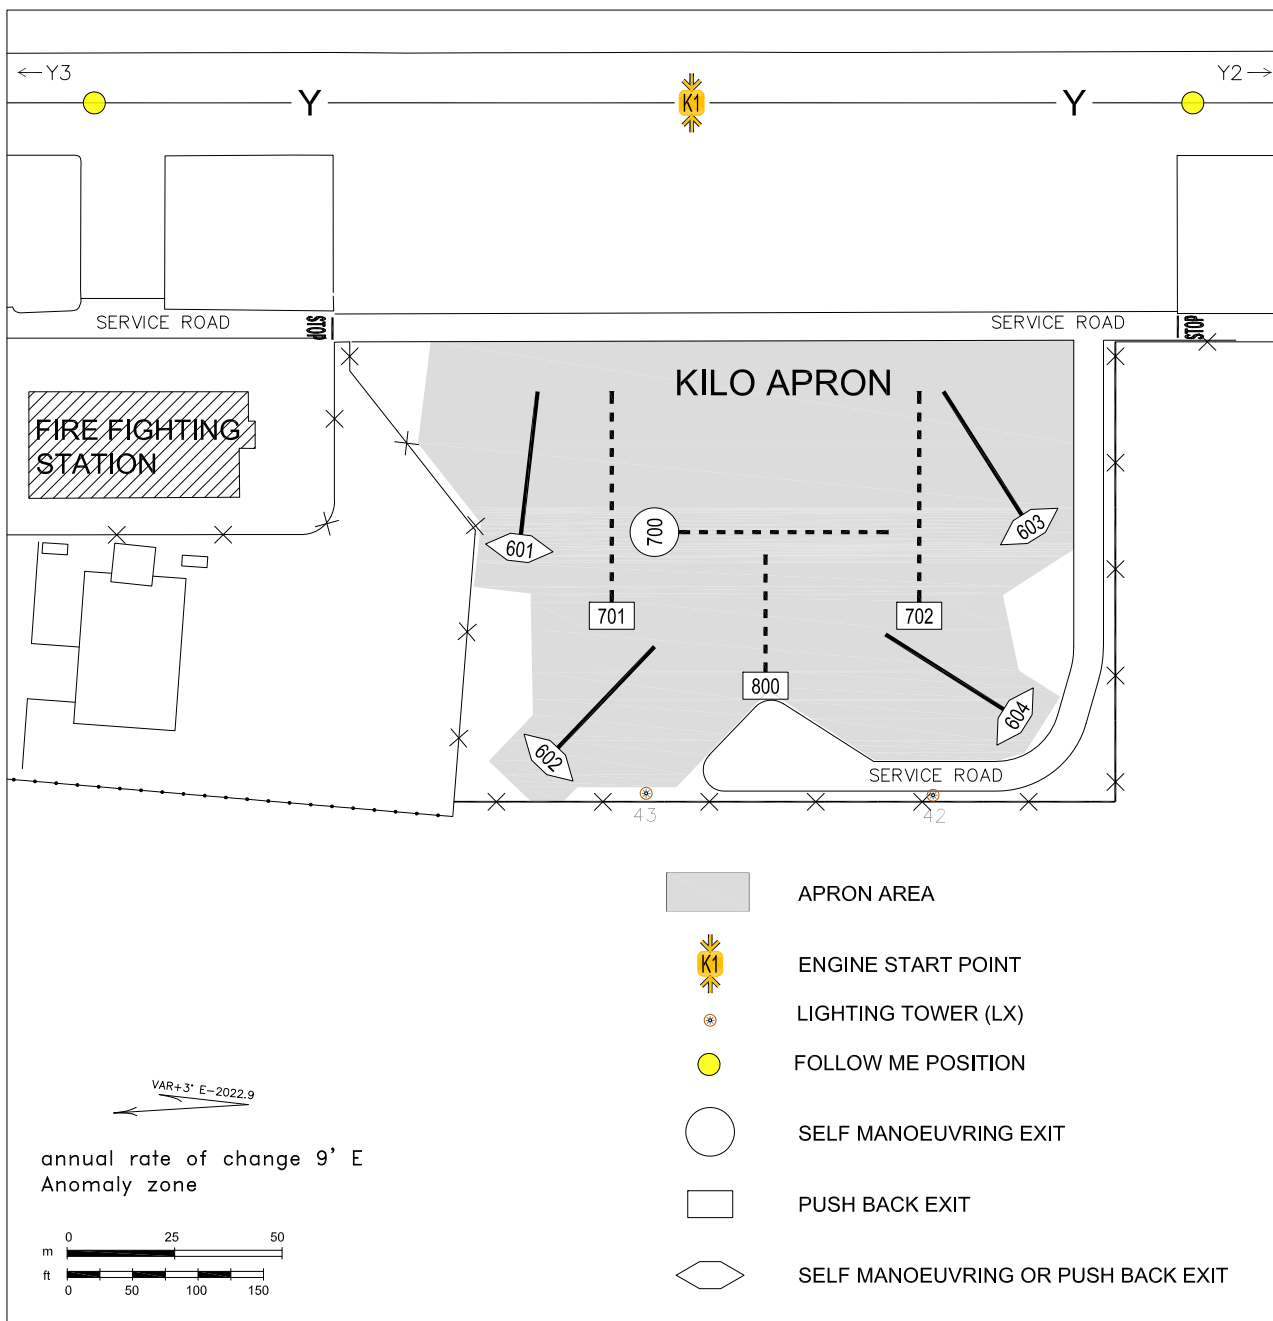 Y3
Y2
Y
K1
Y
SERVICE ROAD
STOP
SERVICE ROAD
STOP
KILO APRON
FIRE FIGHTING
STATION
601
700
603
701
702
800
602
604
SERVICE ROAD
43
42
APRON AREA
K1
ENGINE START POINT
LIGHTING TOWER (LX)
FOLLOW ME POSITION
VAR+3° E-2022.9
SELF MANOEUVRING EXIT
annual rate of change 9' E
Anomaly zone
PUSH BACK EXIT
0 25 50
m
ft
0 50 100 150
SELF MANOEUVRING OR PUSH BACK EXIT